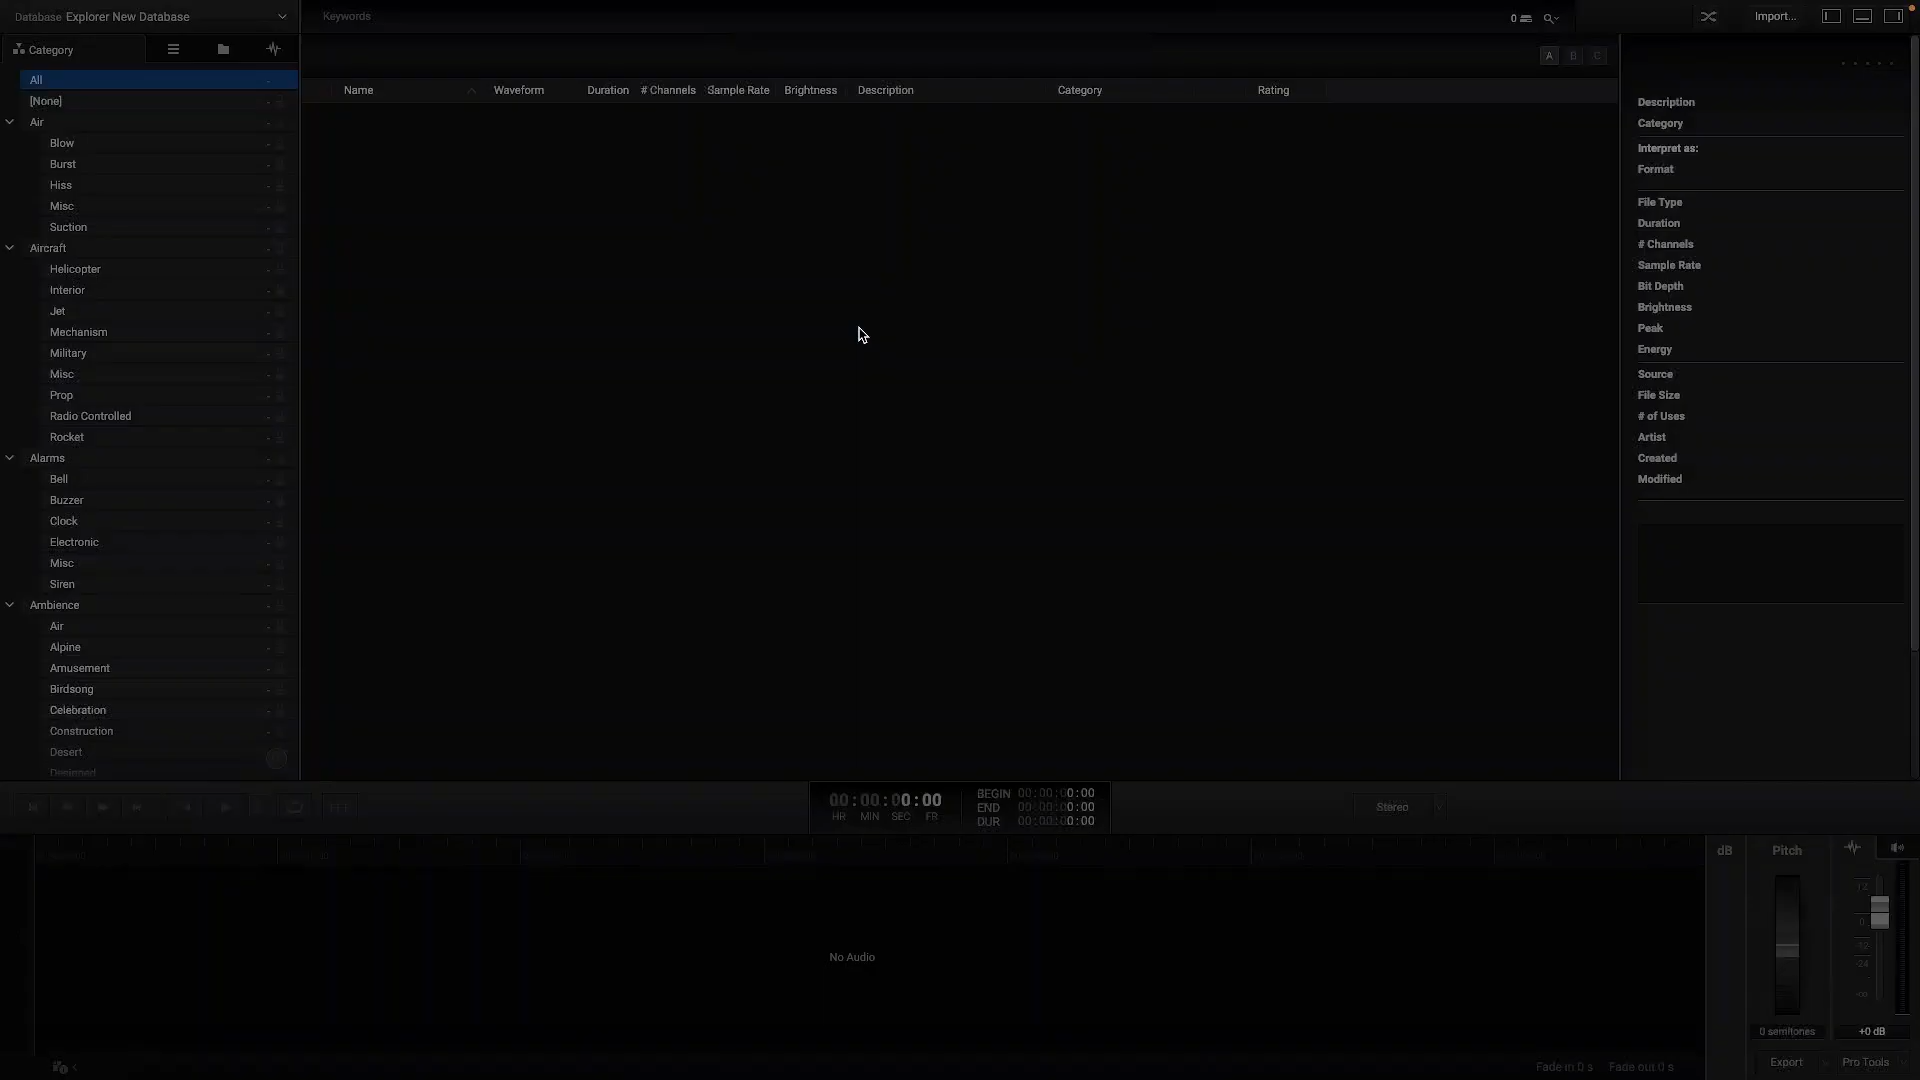 Database Explorer New Database
Keywords
0
Import...
Category
A B C
All
[None]
Air
Blow
Burst
Hiss
Misc
Suction
Aircraft
Helicopter
Interior
Jet
Mechanism
Military
Misc
Prop
Radio Controlled
Rocket
Alarms
Bell
Buzzer
Clock
Electronic
Misc
Siren
Ambience
Air
Alpine
Amusement
Birdsong
Celebration
Construction
Desert
Designed
Name Waveform Duration # Channels Sample Rate Brightness Description Category Rating
Description
Category
Interpret as:
Format
File Type
Duration
# Channels
Sample Rate
Bit Depth
Brightness
Peak
Energy
Source
File Size
# of Uses
Artist
Created
Modified
00:00:00:00
HR MIN SEC FR
BEGIN 00:00:00:00
END 00:00:00:00
DUR 00:00:00:00
Stereo
No Audio
dB
Pitch
12
0
-12
-24
-∞
0 semitones
+0 dB
Fade in 0 s
Fade out 0 s
Export
Pro Tools